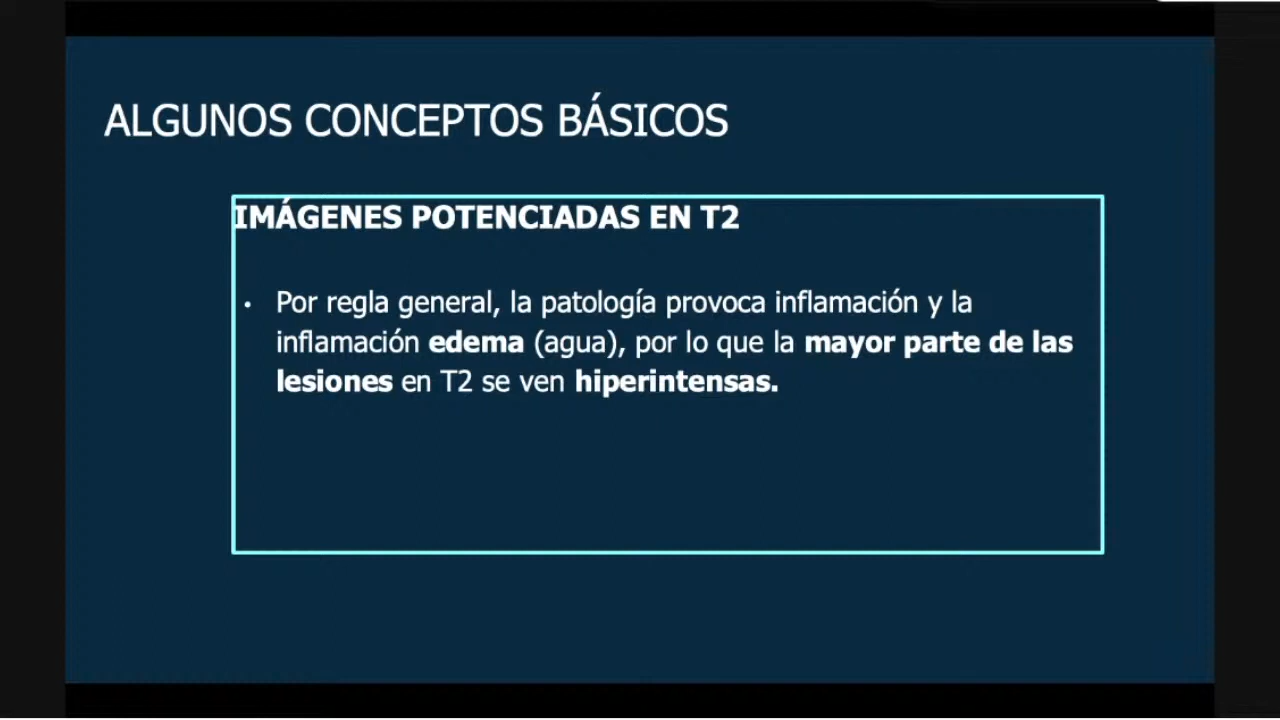 ALGUNOS CONCEPTOS BÁSICOS
IMÁGENES POTENCIADAS EN T2
• Por regla general, la patología provoca inflamación y la
inflamación edema (agua), por lo que la mayor parte de las
lesiones en T2 se ven hiperintensas.